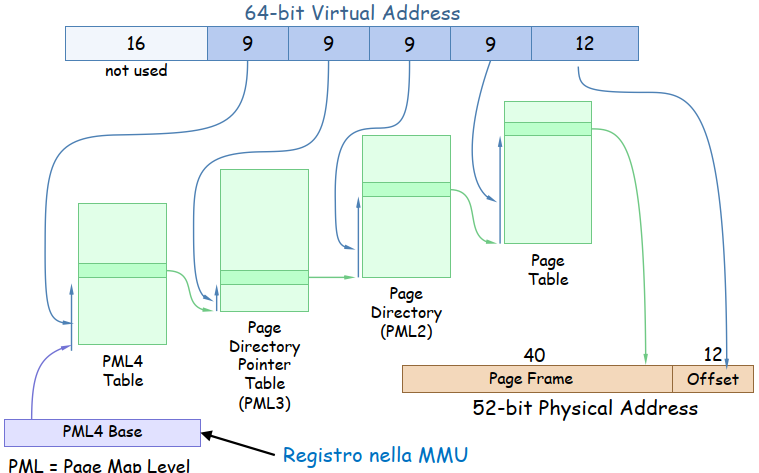 64-bit Virtual Address
16 9 9 9 9 12
not used
PML4
Table
Page
Directory
Pointer
Table
(PML3)
Page
Directory
(PML2)
Page
Table
40 12
Page Frame Offset
52-bit Physical Address
PML4 Base
Registro nella MMU
PML = Page Map Level